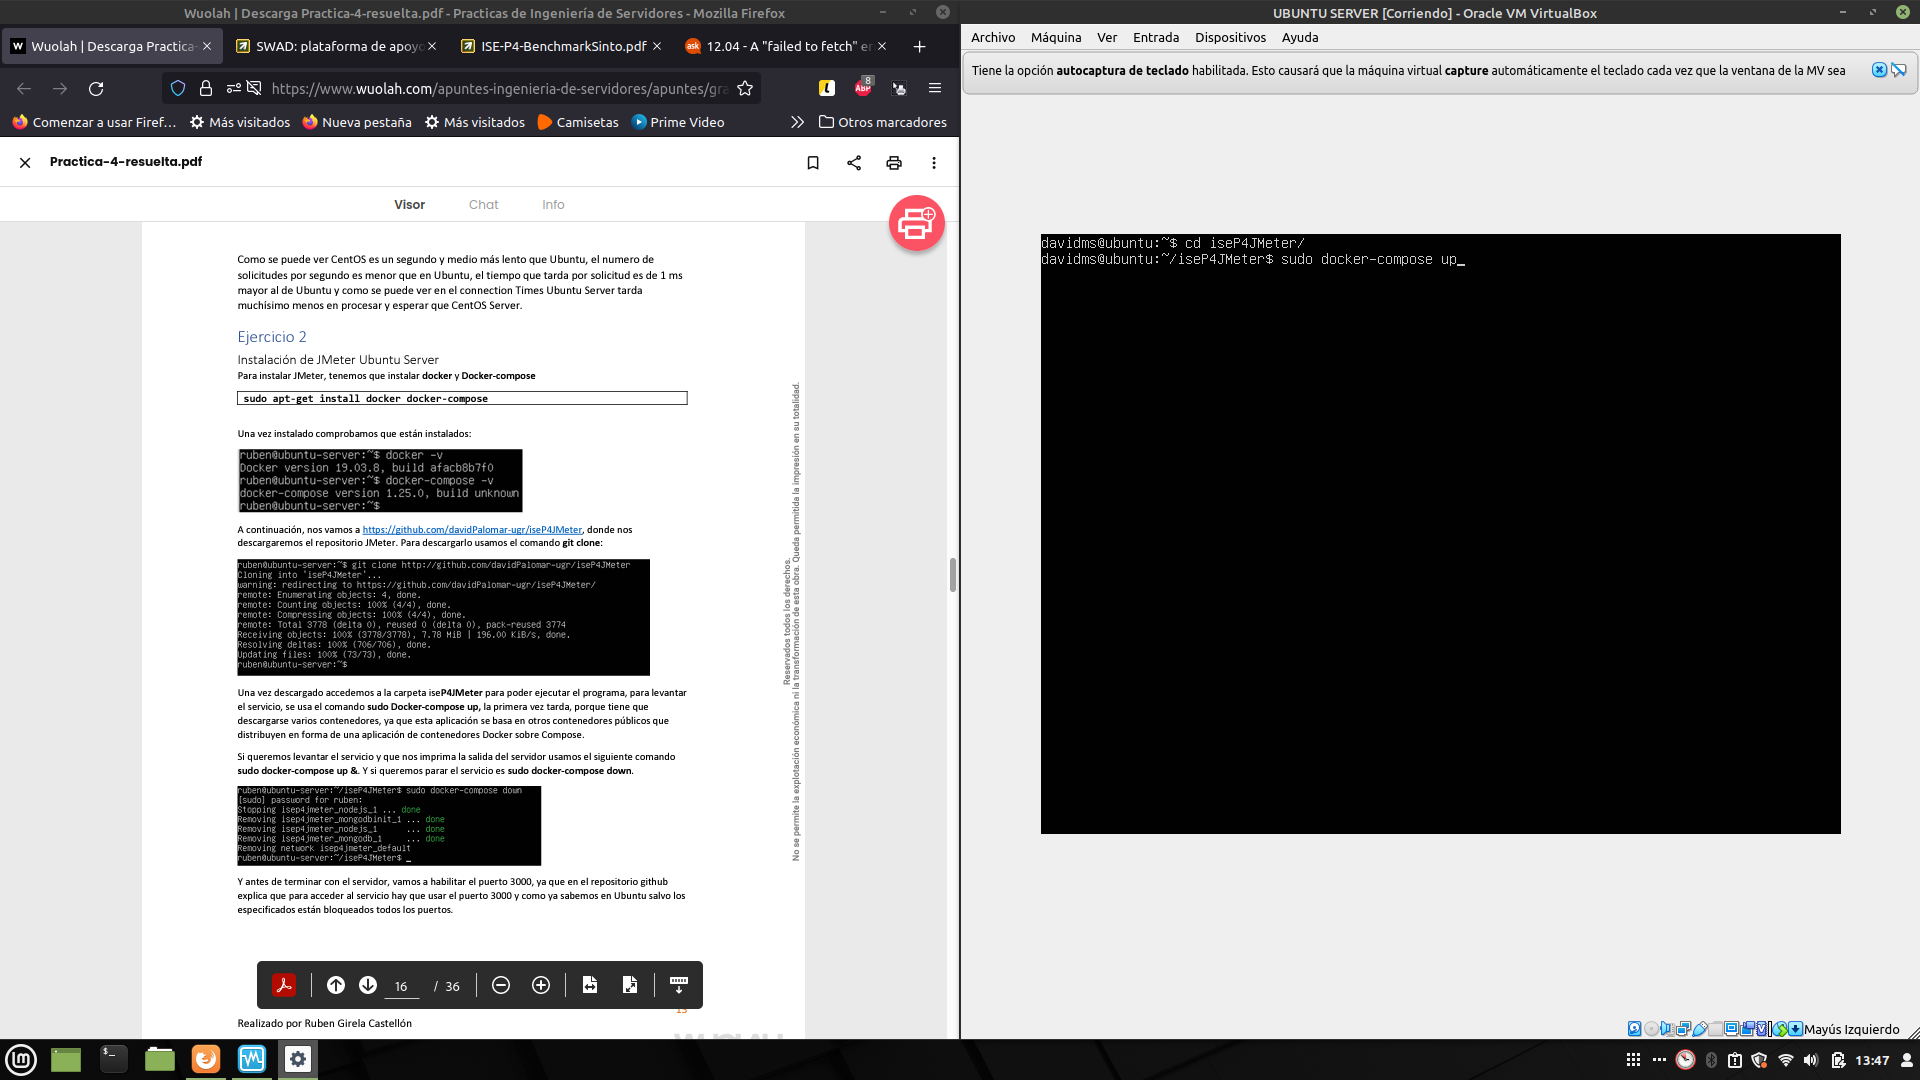 Wuolah | Descarga Practica-4-resuelta.pdf - Practicas de Ingeniería de Servidores - Mozilla Firefox
Wuolah | Descarga Practica-
SWAD: plataforma de apoyo
ISE-P4-BenchmarkSinto.pdf
12.04 - A "failed to fetch" er
https://www.wuolah.com/apuntes-ingenieria-de-servidores/apuntes/gra
ABP
8
Comenzar a usar Firef...
Más visitados
Nueva pestaña
Más visitados
Camisetas
Prime Video
Otros marcadores
Practica-4-resuelta.pdf
Visor
Chat
Info
Como se puede ver CentOS es un segundo y medio más lento que Ubuntu, el numero de
solicitudes por segundo es menor que en Ubuntu, el tiempo que tarda por solicitud es de 1 ms
mayor al de Ubuntu y como se puede ver en el connection Times Ubuntu Server tarda
muchísimo menos en procesar y esperar que CentOS Server.
Ejercicio 2
Instalación de JMeter Ubuntu Server
Para instalar JMeter, tenemos que instalar docker y Docker-compose
sudo apt-get install docker docker-compose
Una vez instalado comprobamos que están instalados:
ruben@ubuntu-server:~$ docker -v
Docker version 19.03.8, build afacb8b7f0
ruben@ubuntu-server:~$ docker-compose -v
docker-compose version 1.25.0, build unknown
ruben@ubuntu-server:~$
A continuación, nos vamos a https://github.com/davidPalomar-ugr/iseP4JMeter, donde nos
descargaremos el repositorio JMeter. Para descargarlo usamos el comando git clone:
ruben@ubuntu-server:~$ git clone http://github.com/davidPalomar-ugr/iseP4JMeter
Cloning into 'iseP4JMeter'...
warning: redirecting to https://github.com/davidPalomar-ugr/iseP4JMeter/
remote: Enumerating objects: 4, done.
remote: Counting objects: 100% (4/4), done.
remote: Compressing objects: 100% (4/4), done.
remote: Total 3778 (delta 0), reused 0 (delta 0), pack-reused 3774
Receiving objects: 100% (3778/3778), 7.78 MiB | 196.00 KiB/s, done.
Resolving deltas: 100% (706/706), done.
Updating files: 100% (73/73), done.
ruben@ubuntu-server:~$
Una vez descargado accedemos a la carpeta iseP4JMeter para poder ejecutar el programa, para levantar
el servicio, se usa el comando sudo Docker-compose up, la primera vez tarda, porque tiene que
descargarse varios contenedores, ya que esta aplicación se basa en otros contenedores públicos que
distribuyen en forma de una aplicación de contenedores Docker sobre Compose.
Si queremos levantar el servicio y que nos imprima la salida del servidor usamos el siguiente comando
sudo docker-compose up &. Y si queremos parar el servicio es sudo docker-compose down.
ruben@ubuntu-server:~/iseP4JMeter$ sudo docker-compose down
[sudo] password for ruben:
Stopping isep4jmeter_nodejs_1 ... done
Removing isep4jmeter_mongodbinit_1 ... done
Removing isep4jmeter_nodejs_1 ... done
Removing isep4jmeter_mongodb_1 ... done
Removing network isep4jmeter_default
ruben@ubuntu-server:~/iseP4JMeter$ _
Y antes de terminar con el servidor, vamos a habilitar el puerto 3000, ya que en el repositorio github
explica que para acceder al servicio hay que usar el puerto 3000 y como ya sabemos en Ubuntu salvo los
especificados están bloqueados todos los puertos.
Reservados todos los derechos.
No se permite la explotación económica ni la transformación de esta obra. Queda permitida la impresión en su totalidad.
16 / 36
Realizado por Ruben Girela Castellón
UBUNTU SERVER [Corriendo] - Oracle VM VirtualBox
Archivo
Máquina
Ver
Entrada
Dispositivos
Ayuda
Tiene la opción autocaptura de teclado habilitada. Esto causará que la máquina virtual capture automáticamente el teclado cada vez que la ventana de la MV sea
davidms@ubuntu:~$ cd iseP4JMeter/
davidms@ubuntu:~/iseP4JMeter$ sudo docker-compose up_
Mayús Izquierdo
13:47